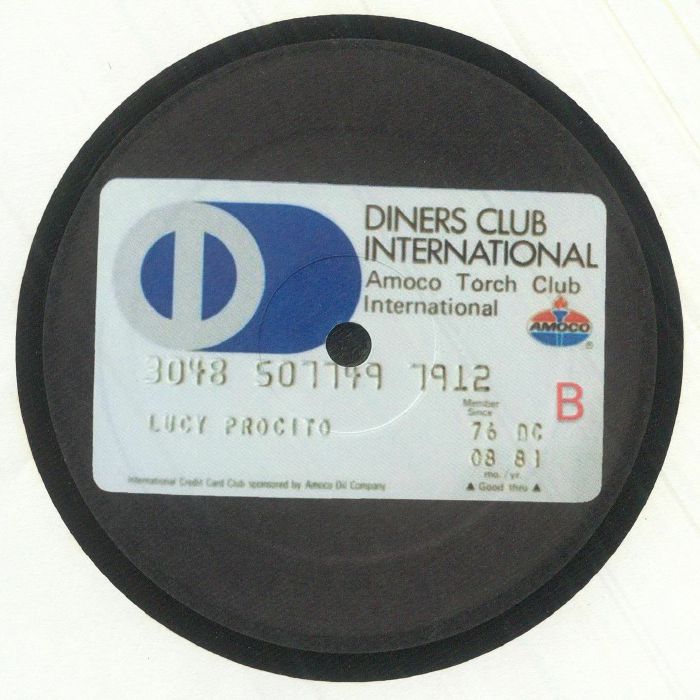 DINERS CLUB
INTERNATIONAL
Amoco Torch Club
International
AMOCO
®
3048 507749 7912
B
LUCY PROCITO
Member
Since
76 DC
08 81
mo./yr.
▲ Good thru ▲
International Credit Card Club sponsored by Amoco Oil Company